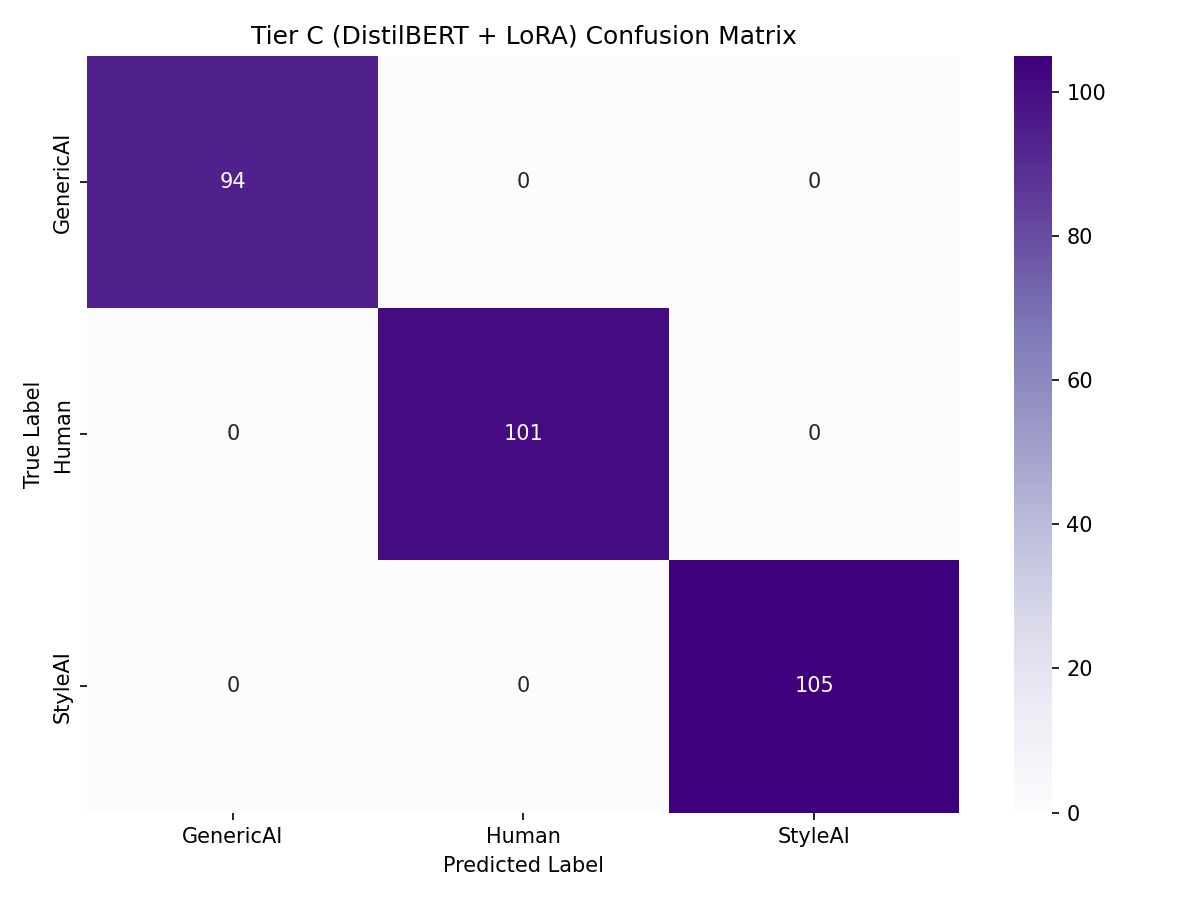 Tier C (DistilBERT + LoRA) Confusion Matrix
True Label
GenericAI
94 0 0
Human
0 101 0
StyleAI
0 0 105
GenericAI Human StyleAI
Predicted Label
100
80
60
40
20
0